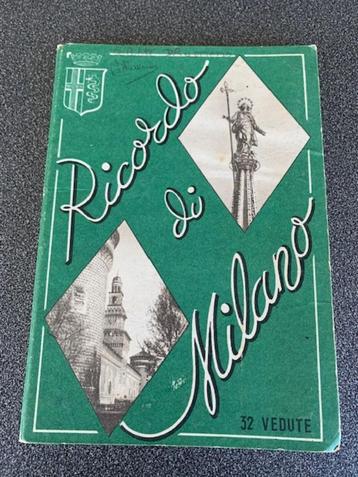 Ricordo
di
Milano
32 VEDUTE